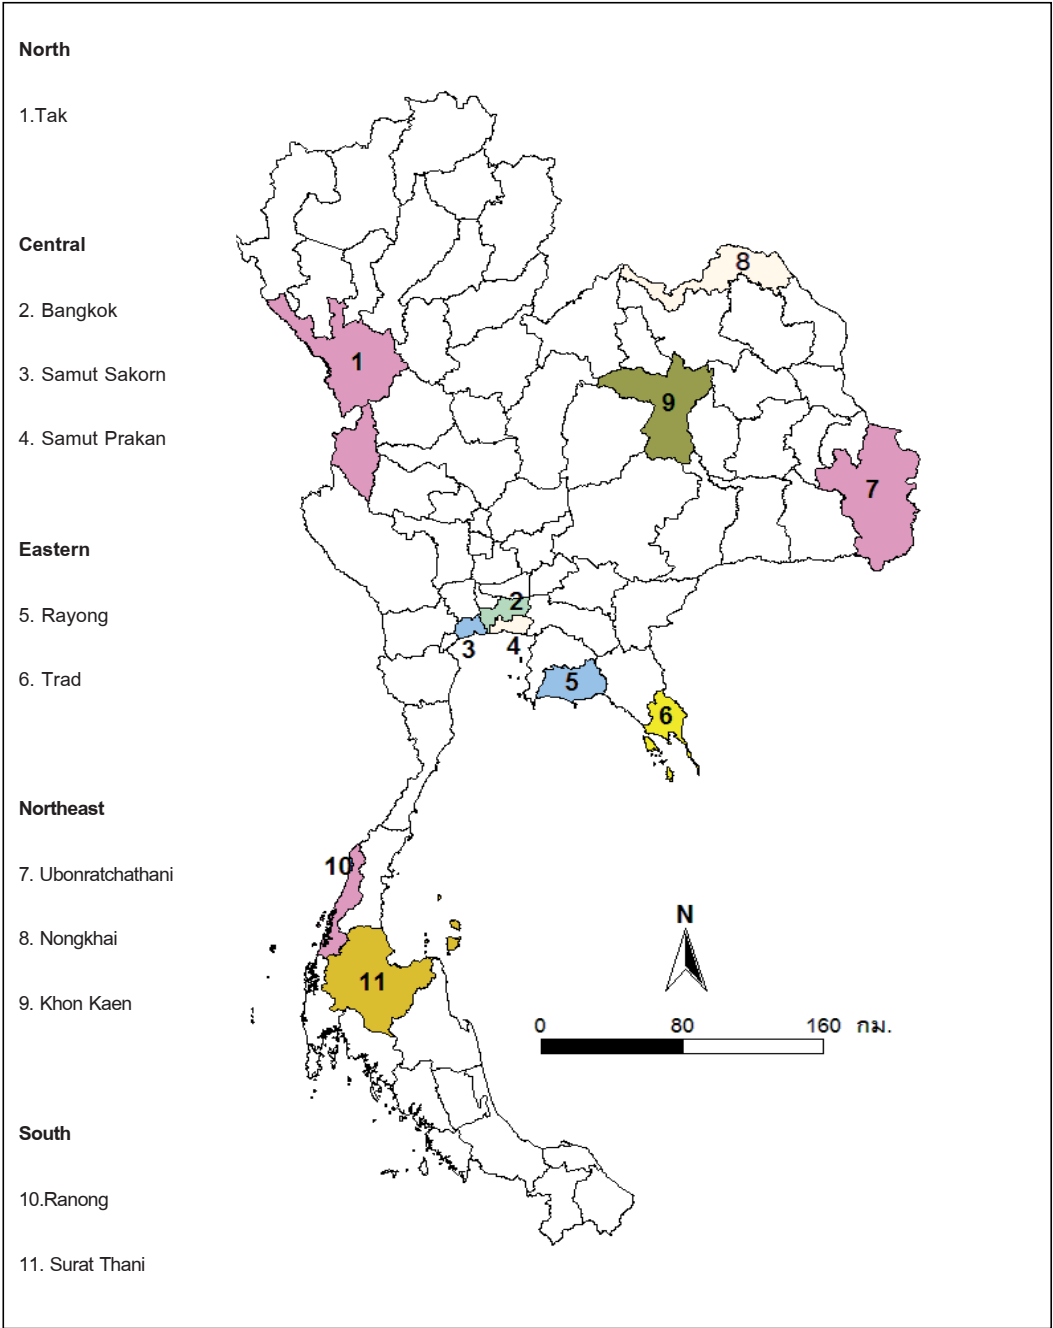 North
1.Tak
Central
2. Bangkok
3. Samut Sakorn
4. Samut Prakan
Eastern
5. Rayong
6. Trad
Northeast
7. Ubonratchathani
8. Nongkhai
9. Khon Kaen
South
10.Ranong
11. Surat Thani
8
1
9
7
2
3
4
5
6
10
11
N
0 80 160 กม.